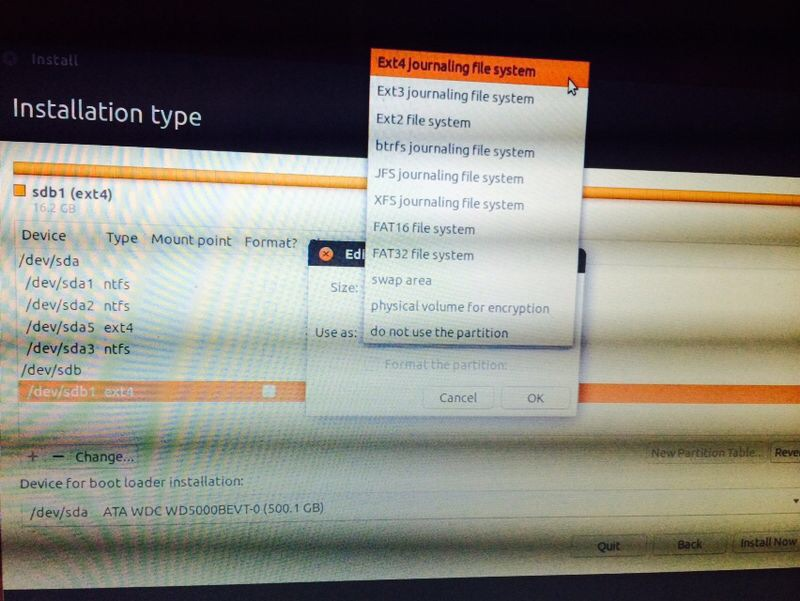 Install
Installation type
Ext4 journaling file system
Ext3 journaling file system
Ext2 file system
btrfs journaling file system
JFS journaling file system
XFS journaling file system
FAT16 file system
FAT32 file system
swap area
physical volume for encryption
do not use the partition
sdb1 (ext4)
16.2 GB
Device Type Mount point Format?
/dev/sda
/dev/sda1 ntfs
/dev/sda2 ntfs
/dev/sda5 ext4
/dev/sda3 ntfs
/dev/sdb
/dev/sdb1 ext4
Edi
Size:
Use as:
Format the partition:
Cancel OK
+ − Change... New Partition Table... Reve
Device for boot loader installation:
/dev/sda ATA WDC WD5000BEVT-0 (500.1 GB)
Quit Back Install Now